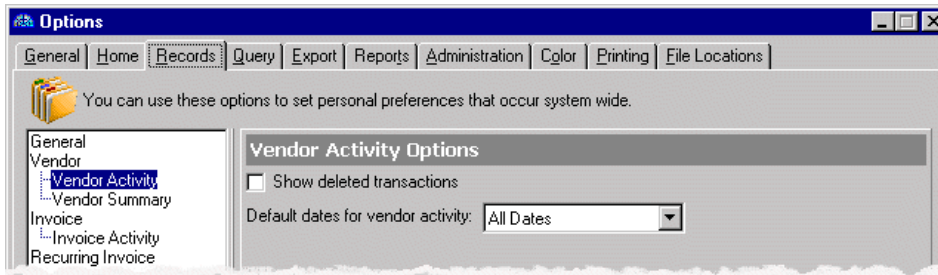 Options
General Home Records Query Export Reports Administration Color Printing File Locations
You can use these options to set personal preferences that occur system wide.
General
Vendor
Vendor Activity
Vendor Summary
Invoice
Invoice Activity
Recurring Invoice
Vendor Activity Options
Show deleted transactions
Default dates for vendor activity: All Dates